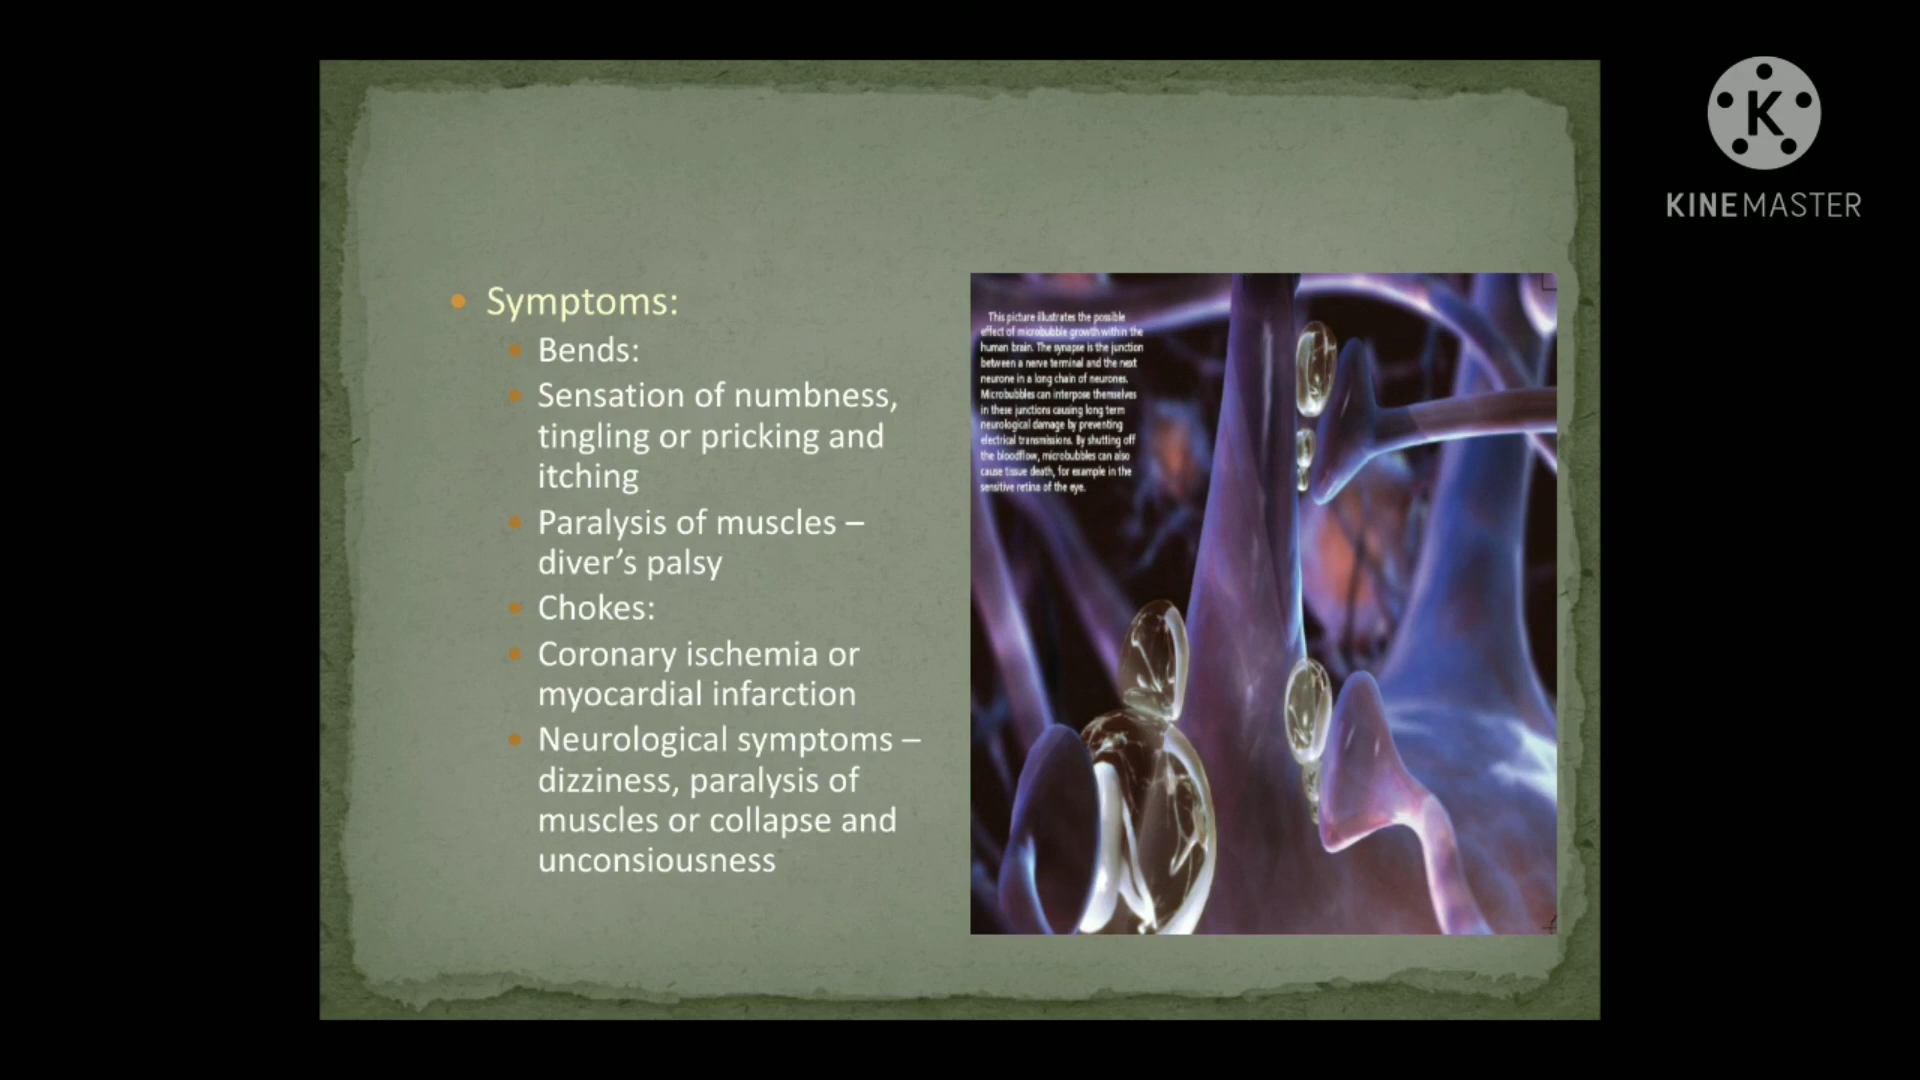 Symptoms:
Bends:
Sensation of numbness,
tingling or pricking and
itching
Paralysis of muscles –
diver's palsy
Chokes:
Coronary ischemia or
myocardial infarction
Neurological symptoms –
dizziness, paralysis of
muscles or collapse and
unconsiousness
This picture illustrates the possible
effect of microbubble growth within the
human brain. The synapse is the junction
between a nerve terminal and the next
neurone in a long chain of neurones.
Microbubbles can interpose themselves
in these junctions causing long term
neurological damage by preventing
electrical transmissions. By shutting off
the bloodflow, microbubbles can also
cause tissue death, for example in the
sensitive retina of the eye.
K
KINEMASTER